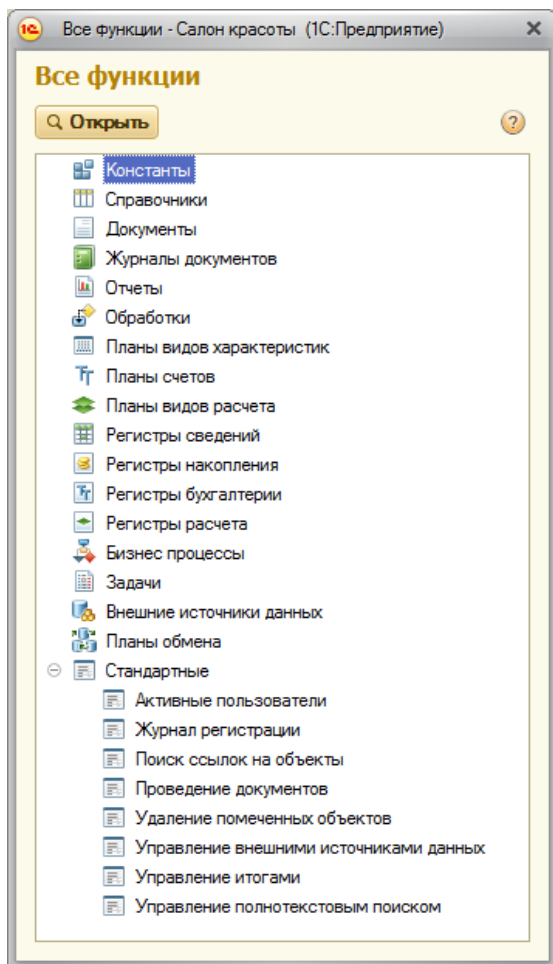 Все функции - Салон красоты (1С:Предприятие)
Все функции
Открыть
Константы
Справочники
Документы
Журналы документов
Отчеты
Обработки
Планы видов характеристик
Планы счетов
Планы видов расчета
Регистры сведений
Регистры накопления
Регистры бухгалтерии
Регистры расчета
Бизнес процессы
Задачи
Внешние источники данных
Планы обмена
Стандартные
Активные пользователи
Журнал регистрации
Поиск ссылок на объекты
Проведение документов
Удаление помеченных объектов
Управление внешними источниками данных
Управление итогами
Управление полнотекстовым поиском